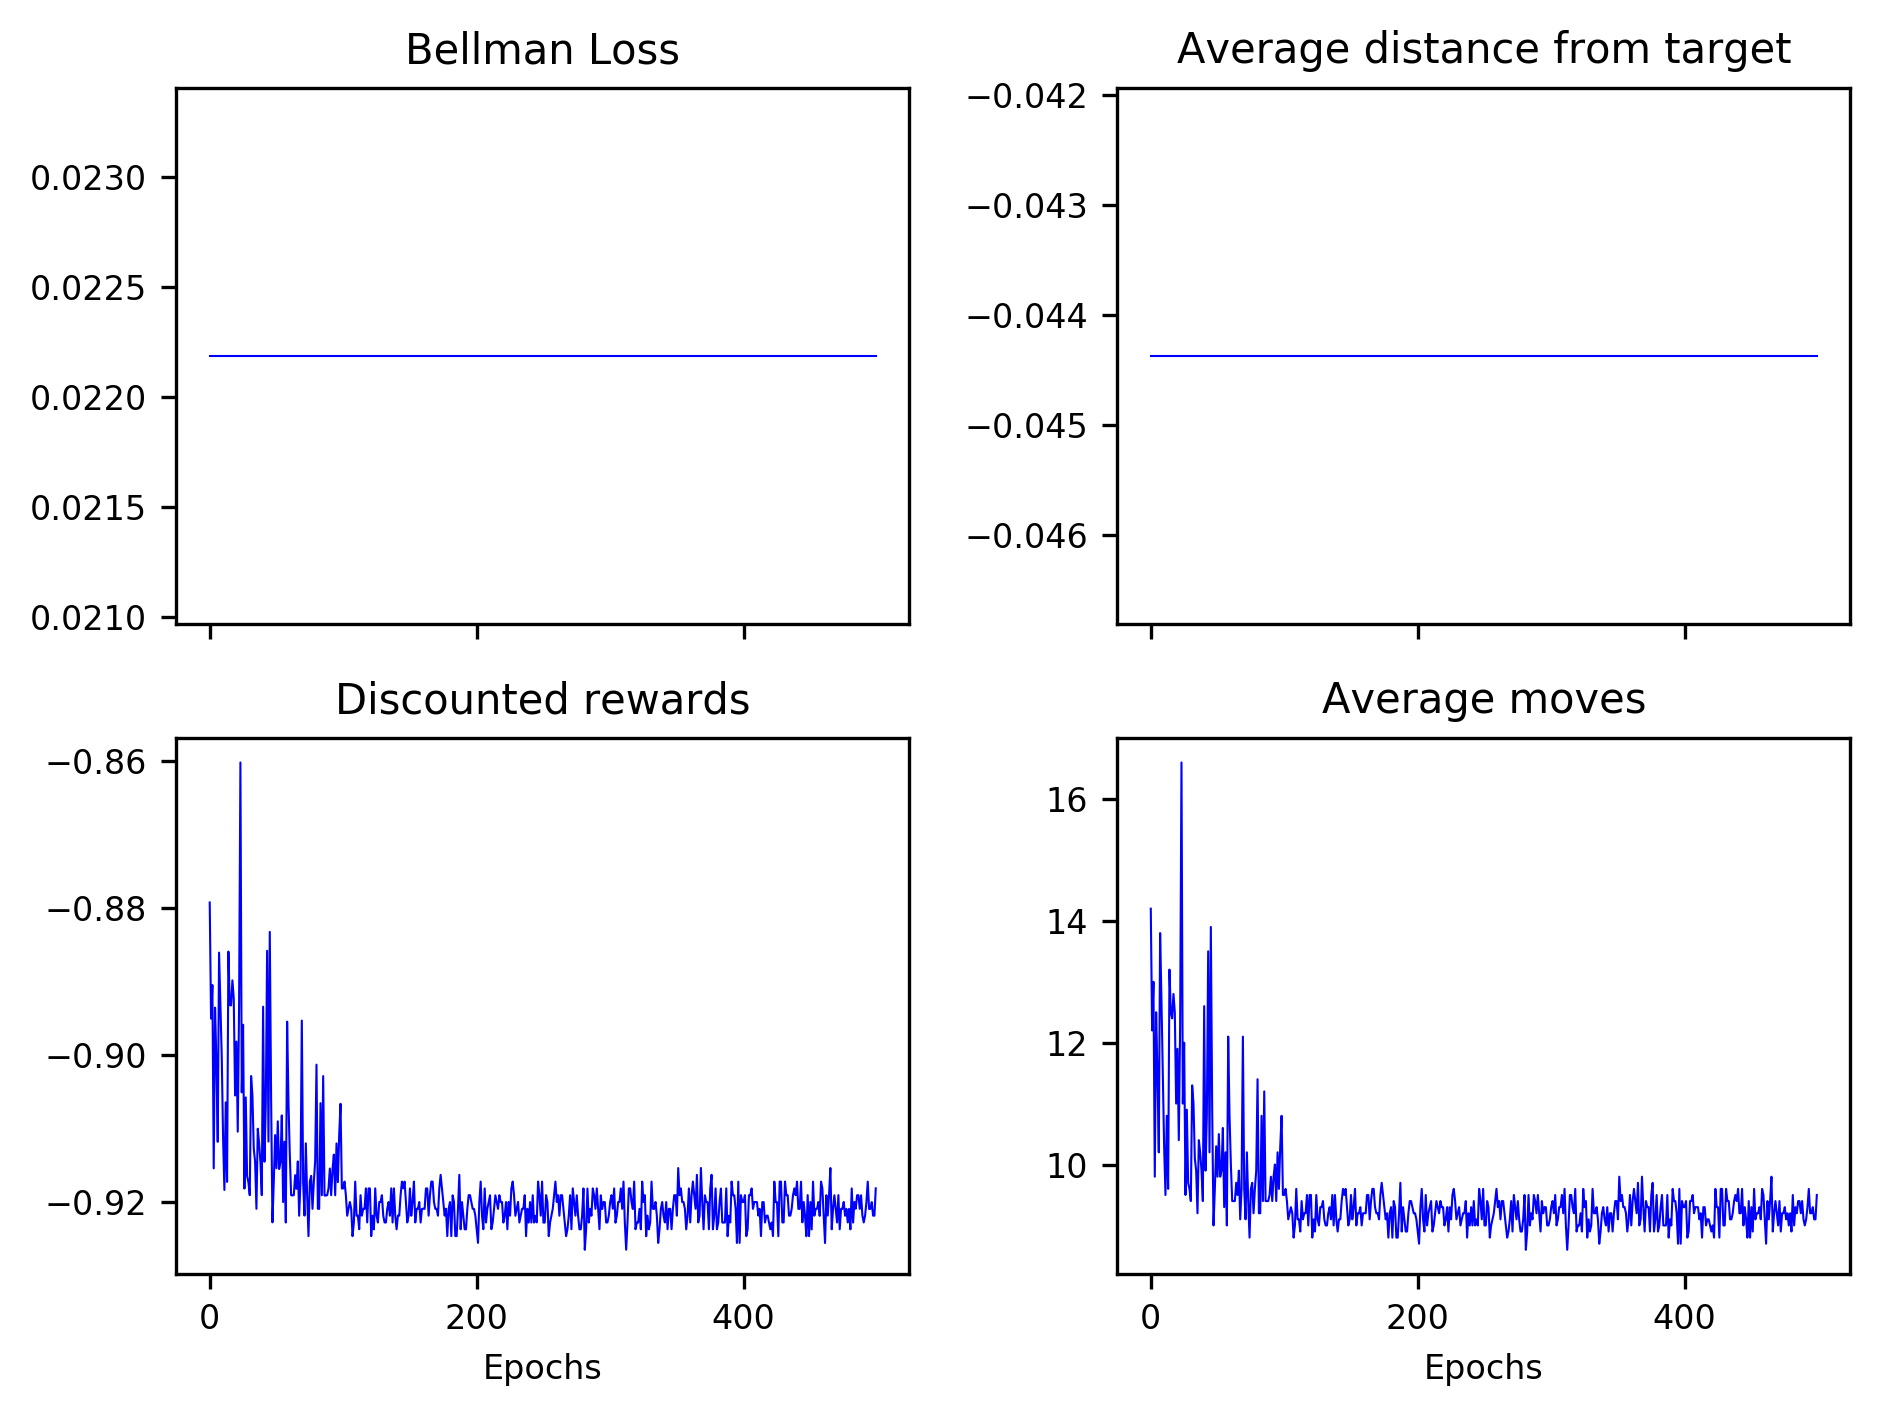 Bellman Loss
0.0230
0.0225
0.0220
0.0215
0.0210
Average distance from target
−0.042
−0.043
−0.044
−0.045
−0.046
Discounted rewards
−0.86
−0.88
−0.90
−0.92
0 200 400
Epochs
Average moves
16
14
12
10
0 200 400
Epochs